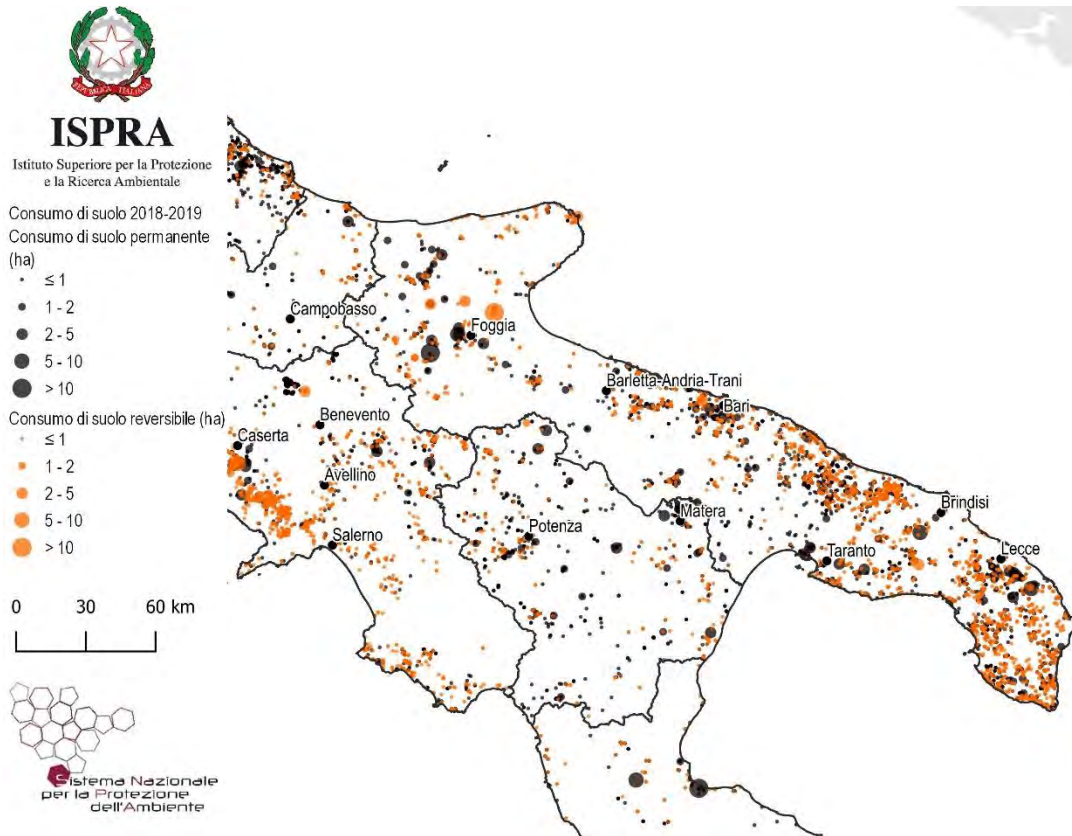 REPVBBLICA ITALIANA
ISPRA
Istituto Superiore per la Protezione
e la Ricerca Ambientale
Consumo di suolo 2018-2019
Consumo di suolo permanente
(ha)
≤ 1
1 - 2
2 - 5
5 - 10
> 10
Consumo di suolo reversibile (ha)
≤ 1
1 - 2
2 - 5
5 - 10
> 10
0 30 60 km
Sistema Nazionale
per la Protezione
dell'Ambiente
Campobasso
Foggia
Barletta-Andria-Trani
Bari
Benevento
Caserta
Avellino
Salerno
Potenza
Matera
Taranto
Brindisi
Lecce